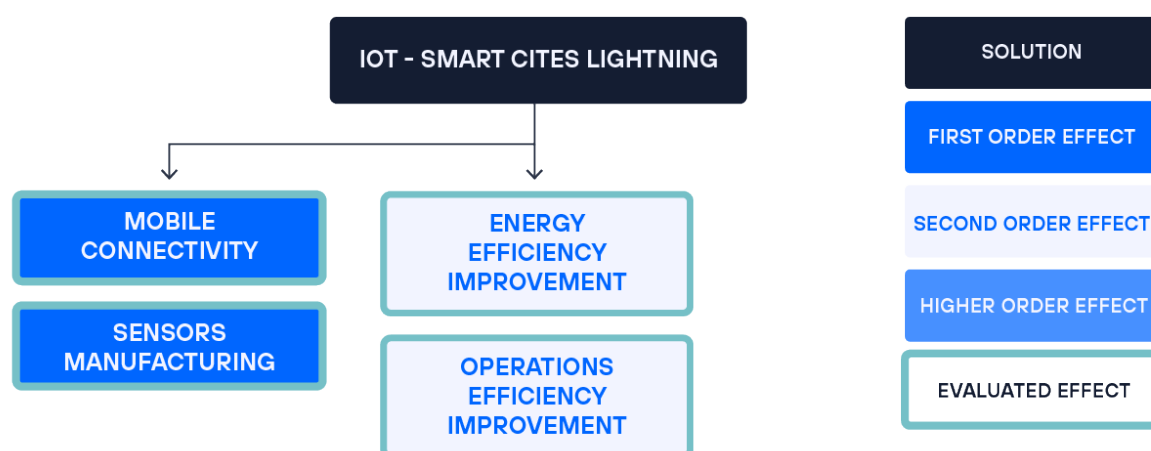 IOT - SMART CITES LIGHTNING
MOBILE
CONNECTIVITY
SENSORS
MANUFACTURING
ENERGY
EFFICIENCY
IMPROVEMENT
OPERATIONS
EFFICIENCY
IMPROVEMENT
SOLUTION
FIRST ORDER EFFECT
SECOND ORDER EFFECT
HIGHER ORDER EFFECT
EVALUATED EFFECT